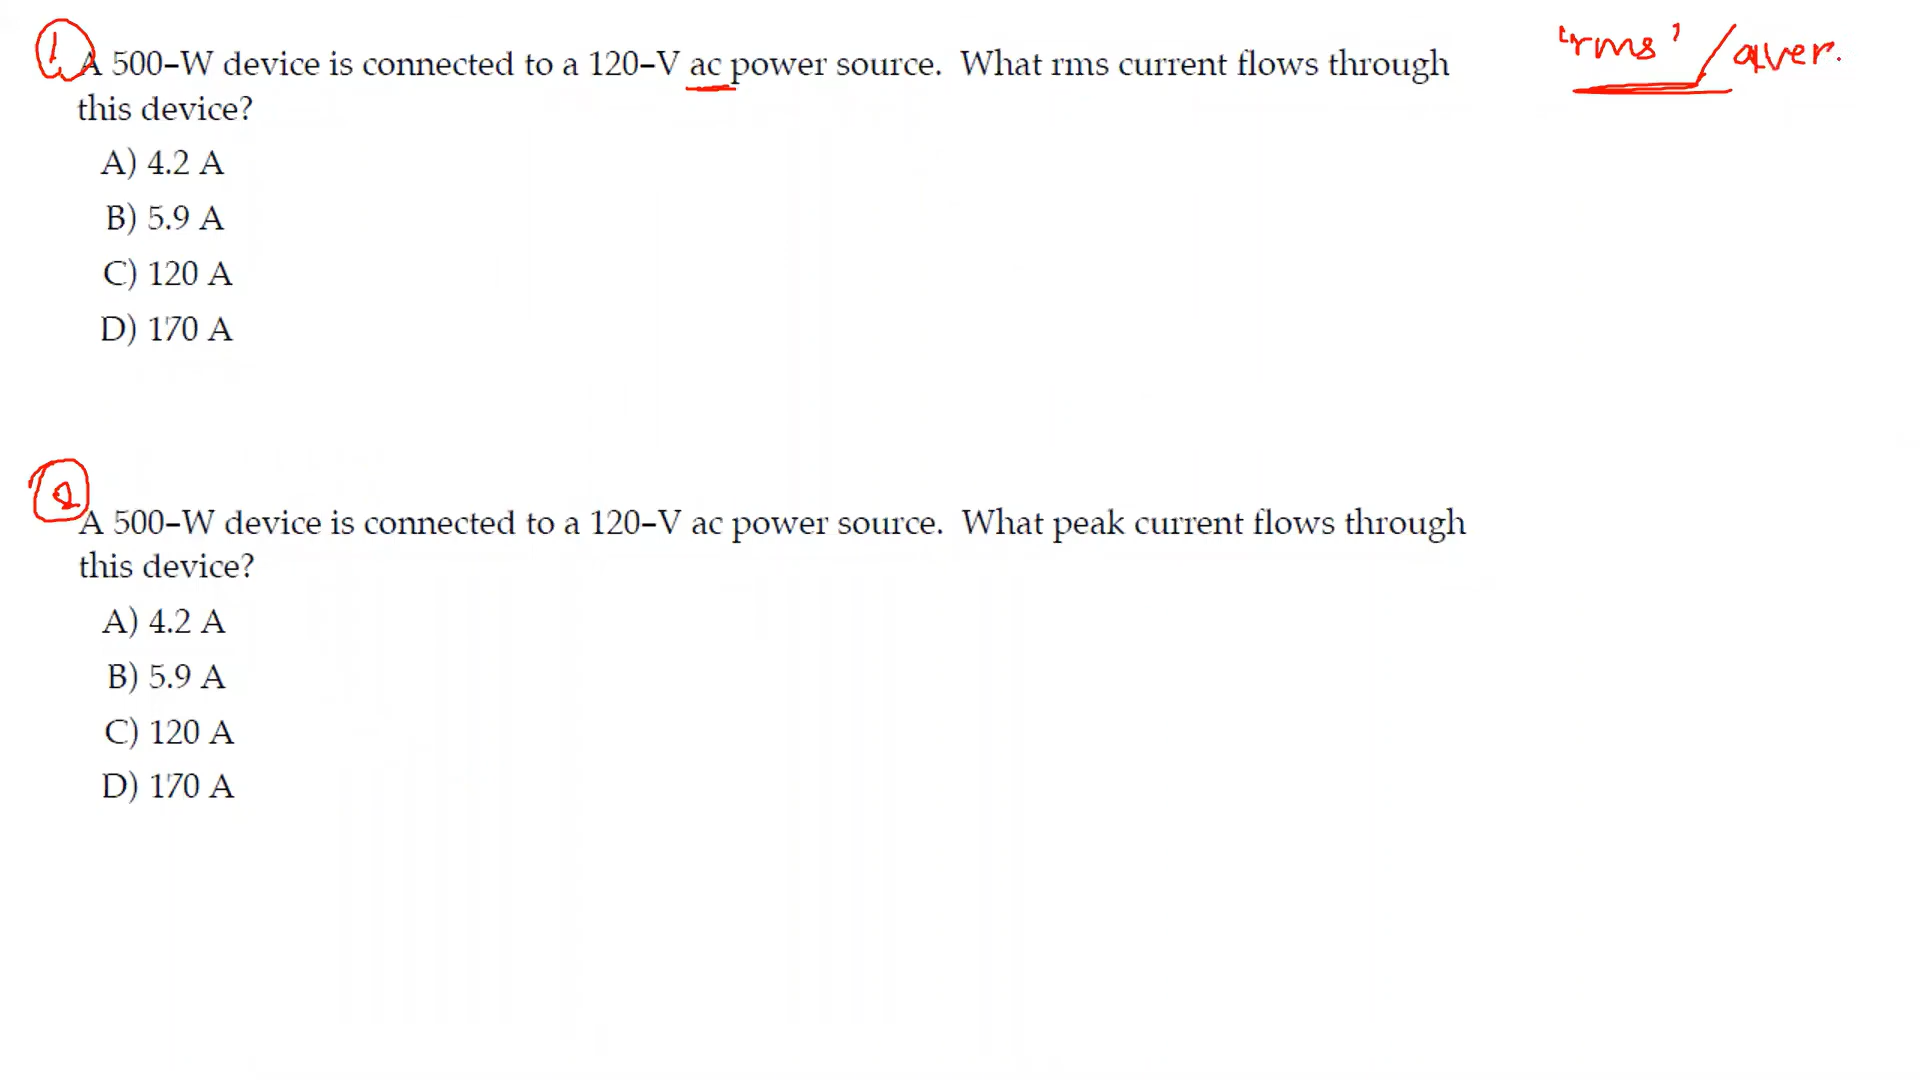 1. A 500–W device is connected to a 120–V ac power source. What rms current flows through 'rms' / aver.
this device?
A) 4.2 A
B) 5.9 A
C) 120 A
D) 170 A
2 A 500–W device is connected to a 120–V ac power source. What peak current flows through
this device?
A) 4.2 A
B) 5.9 A
C) 120 A
D) 170 A